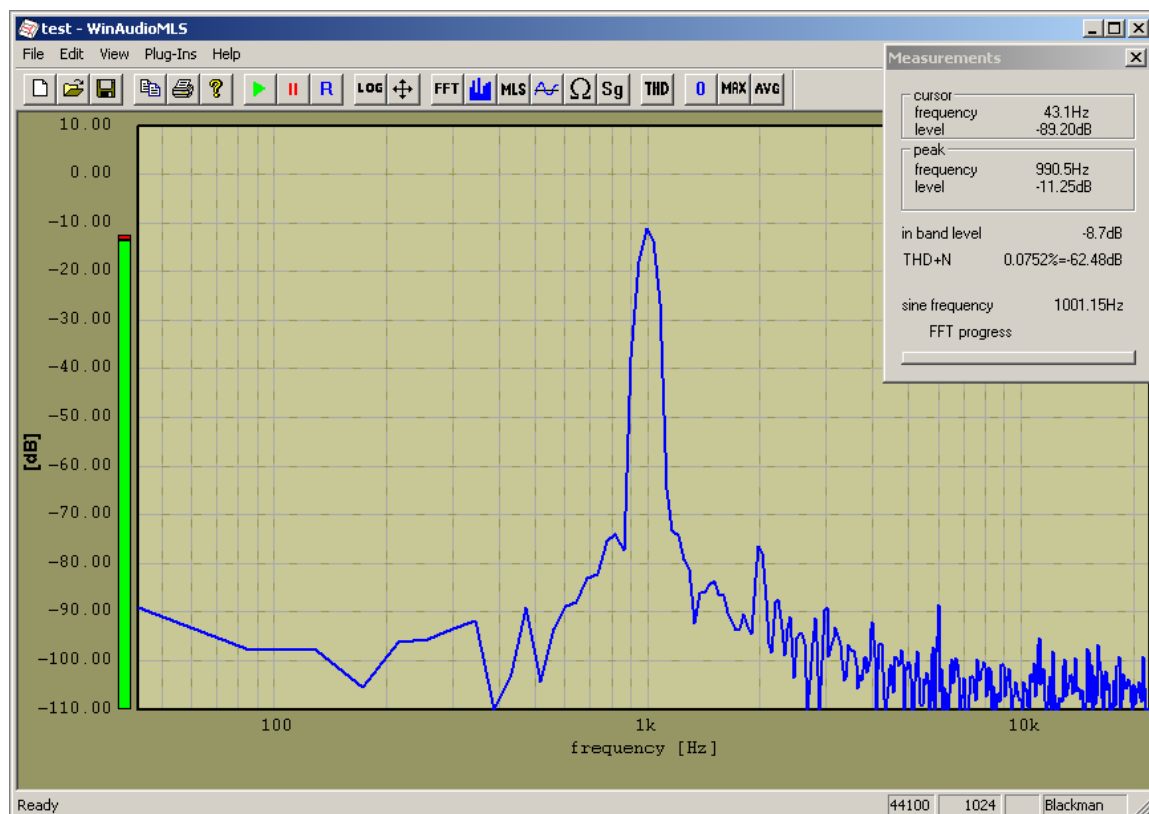 test - WinAudioMLS
File Edit View Plug-Ins Help
LOG FFT MLS Ω Sg THD 0 MAX AVG
R
Measurements
cursor
frequency 43.1Hz
level -89.20dB
peak
frequency 990.5Hz
level -11.25dB
in band level -8.7dB
THD+N 0.0752%=-62.48dB
sine frequency 1001.15Hz
FFT progress
10.00
0.00
-10.00
-20.00
-30.00
-40.00
-50.00
-60.00
-70.00
-80.00
-90.00
-100.00
-110.00
[dB]
100 1k 10k
frequency [Hz]
Ready 44100 1024 Blackman